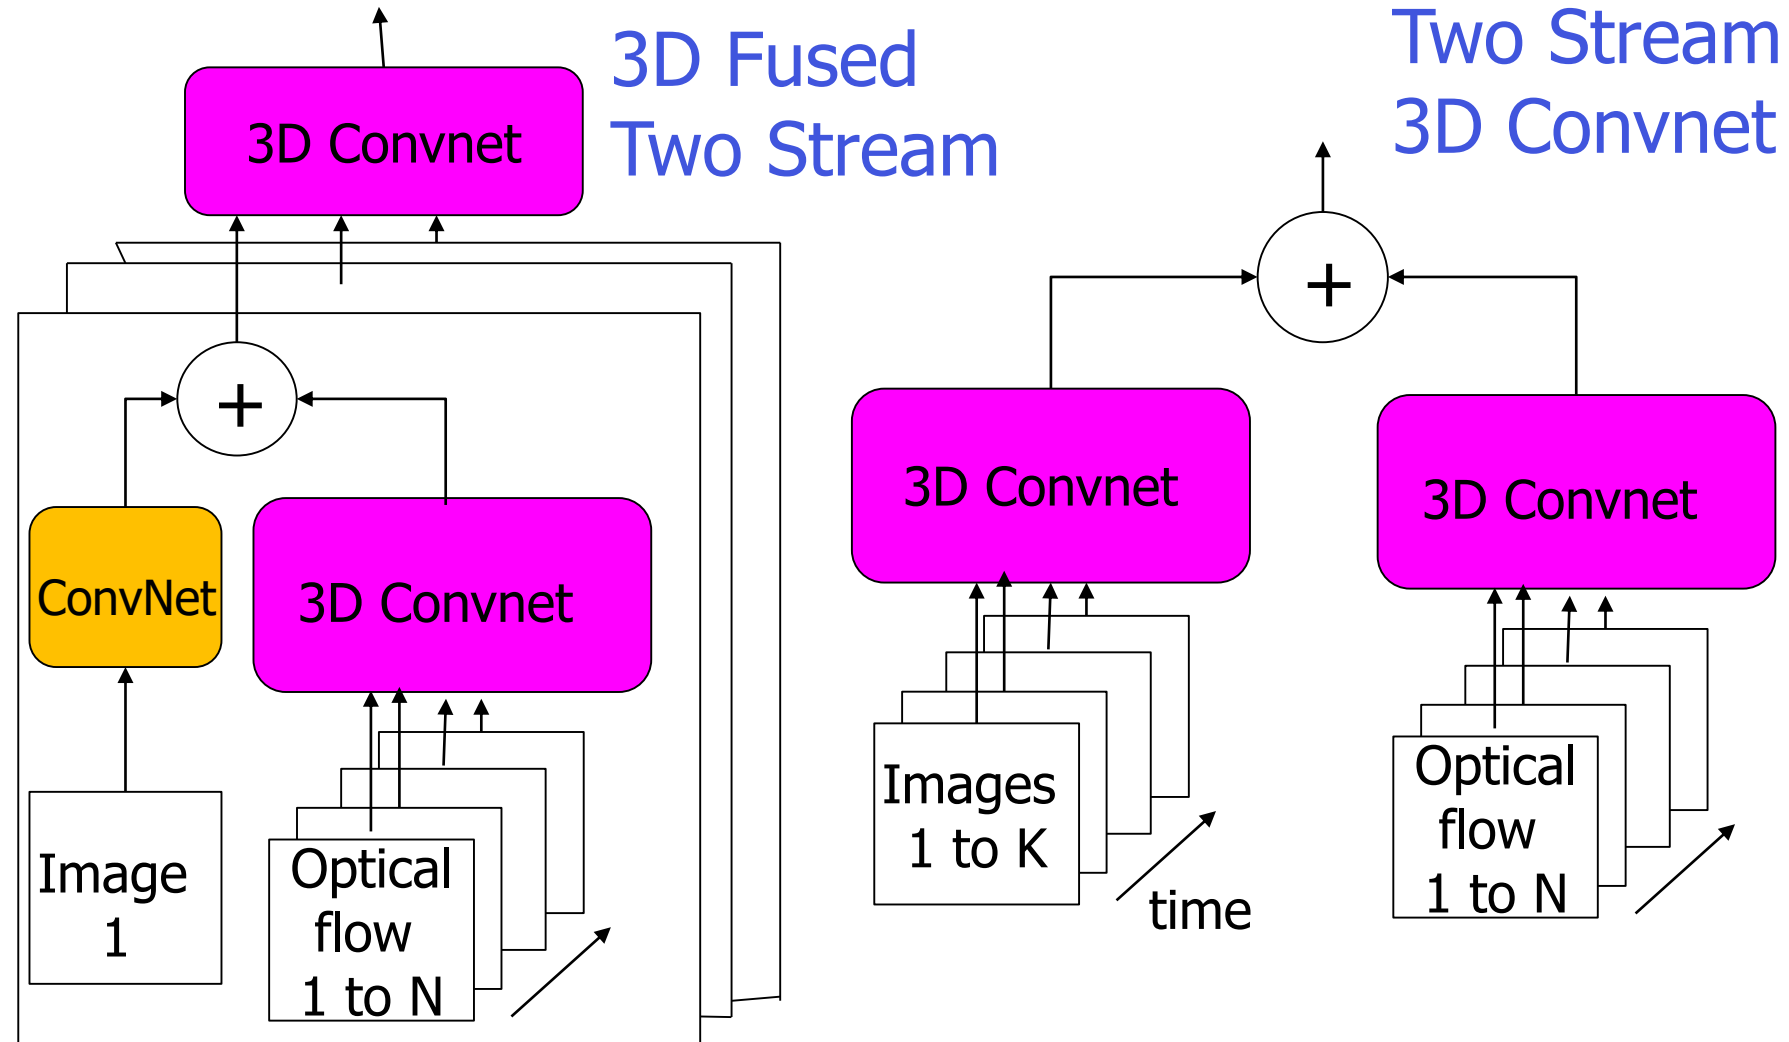 3D Fused
Two Stream
3D Convnet
+
ConvNet
3D Convnet
Image
1
Optical
flow
1 to N
Two Stream
3D Convnet
+
3D Convnet
3D Convnet
Images
1 to K
time
Optical
flow
1 to N